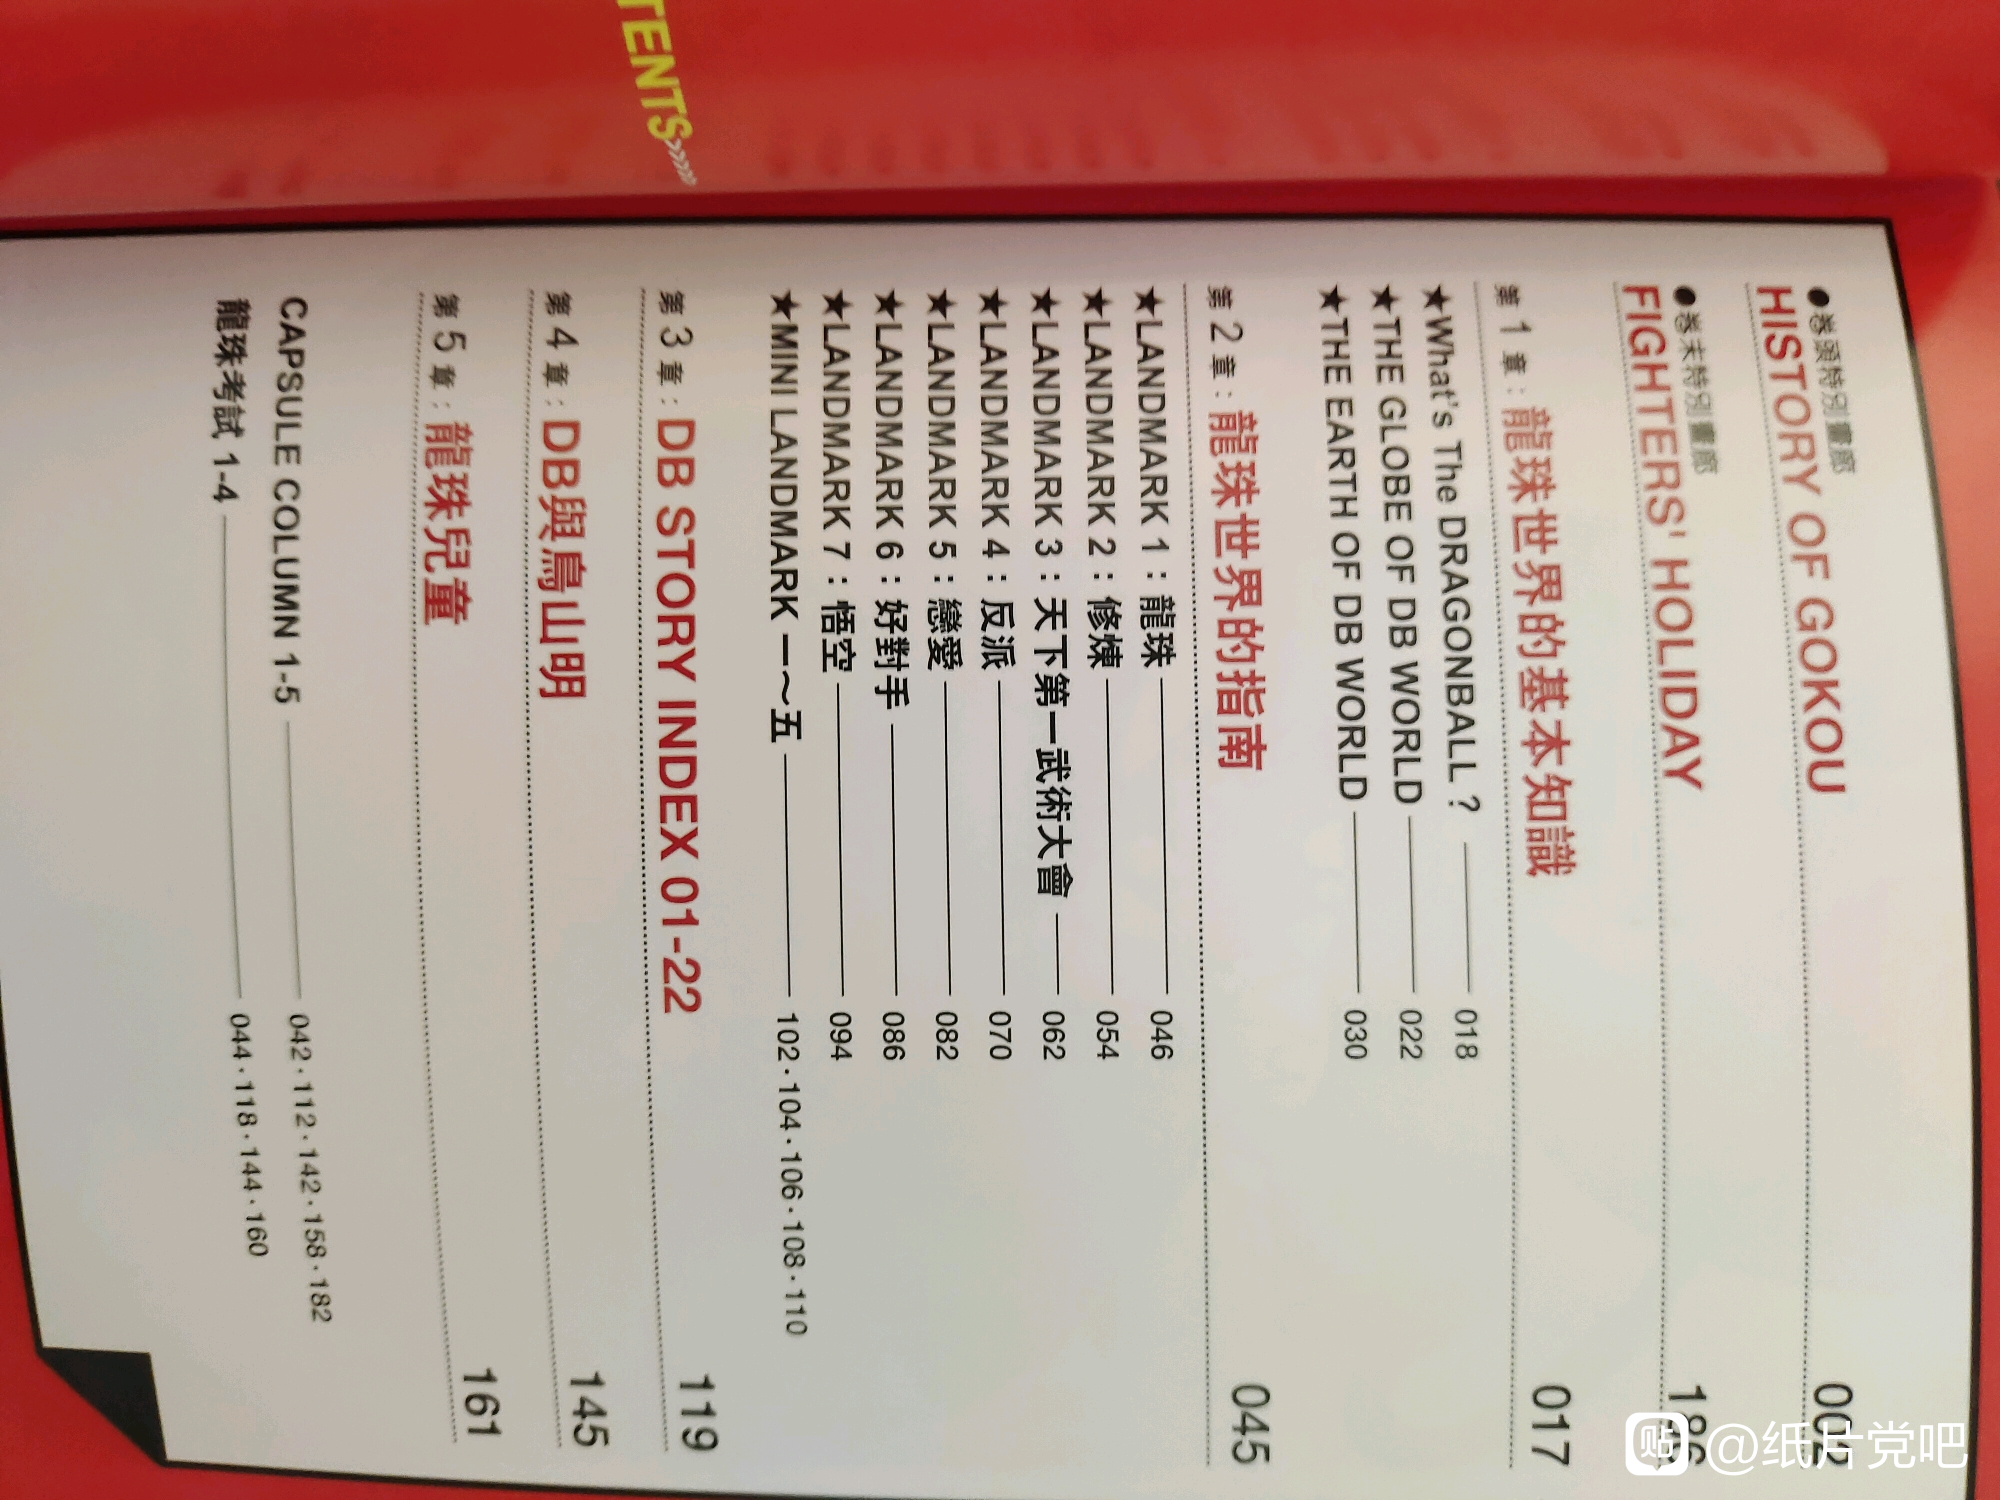 TENTS»»»
●卷頭特別畫廊
HISTORY OF GOKOU 002
●卷末特別畫廊
FIGHTERS' HOLIDAY
第1章：龍珠世界的基本知識 017
★What's The DRAGONBALL？ 018
★THE GLOBE OF DB WORLD 022
★THE EARTH OF DB WORLD 030
第2章：龍珠世界的指南 045
★LANDMARK 1：龍珠 046
★LANDMARK 2：修煉 054
★LANDMARK 3：天下第一武術大會 062
★LANDMARK 4：反派 070
★LANDMARK 5：戀愛 082
★LANDMARK 6：好對手 086
★LANDMARK 7：悟空 094
★MINI LANDMARK 一～五 102·104·106·108·110
第3章：DB STORY INDEX 01-22 119
第4章：DB與鳥山明 145
第5章：龍珠兒童 161
CAPSULE COLUMN 1-5 042·112·142·158·182
龍珠考試 1-4 044·118·144·160
贴 @纸片党吧